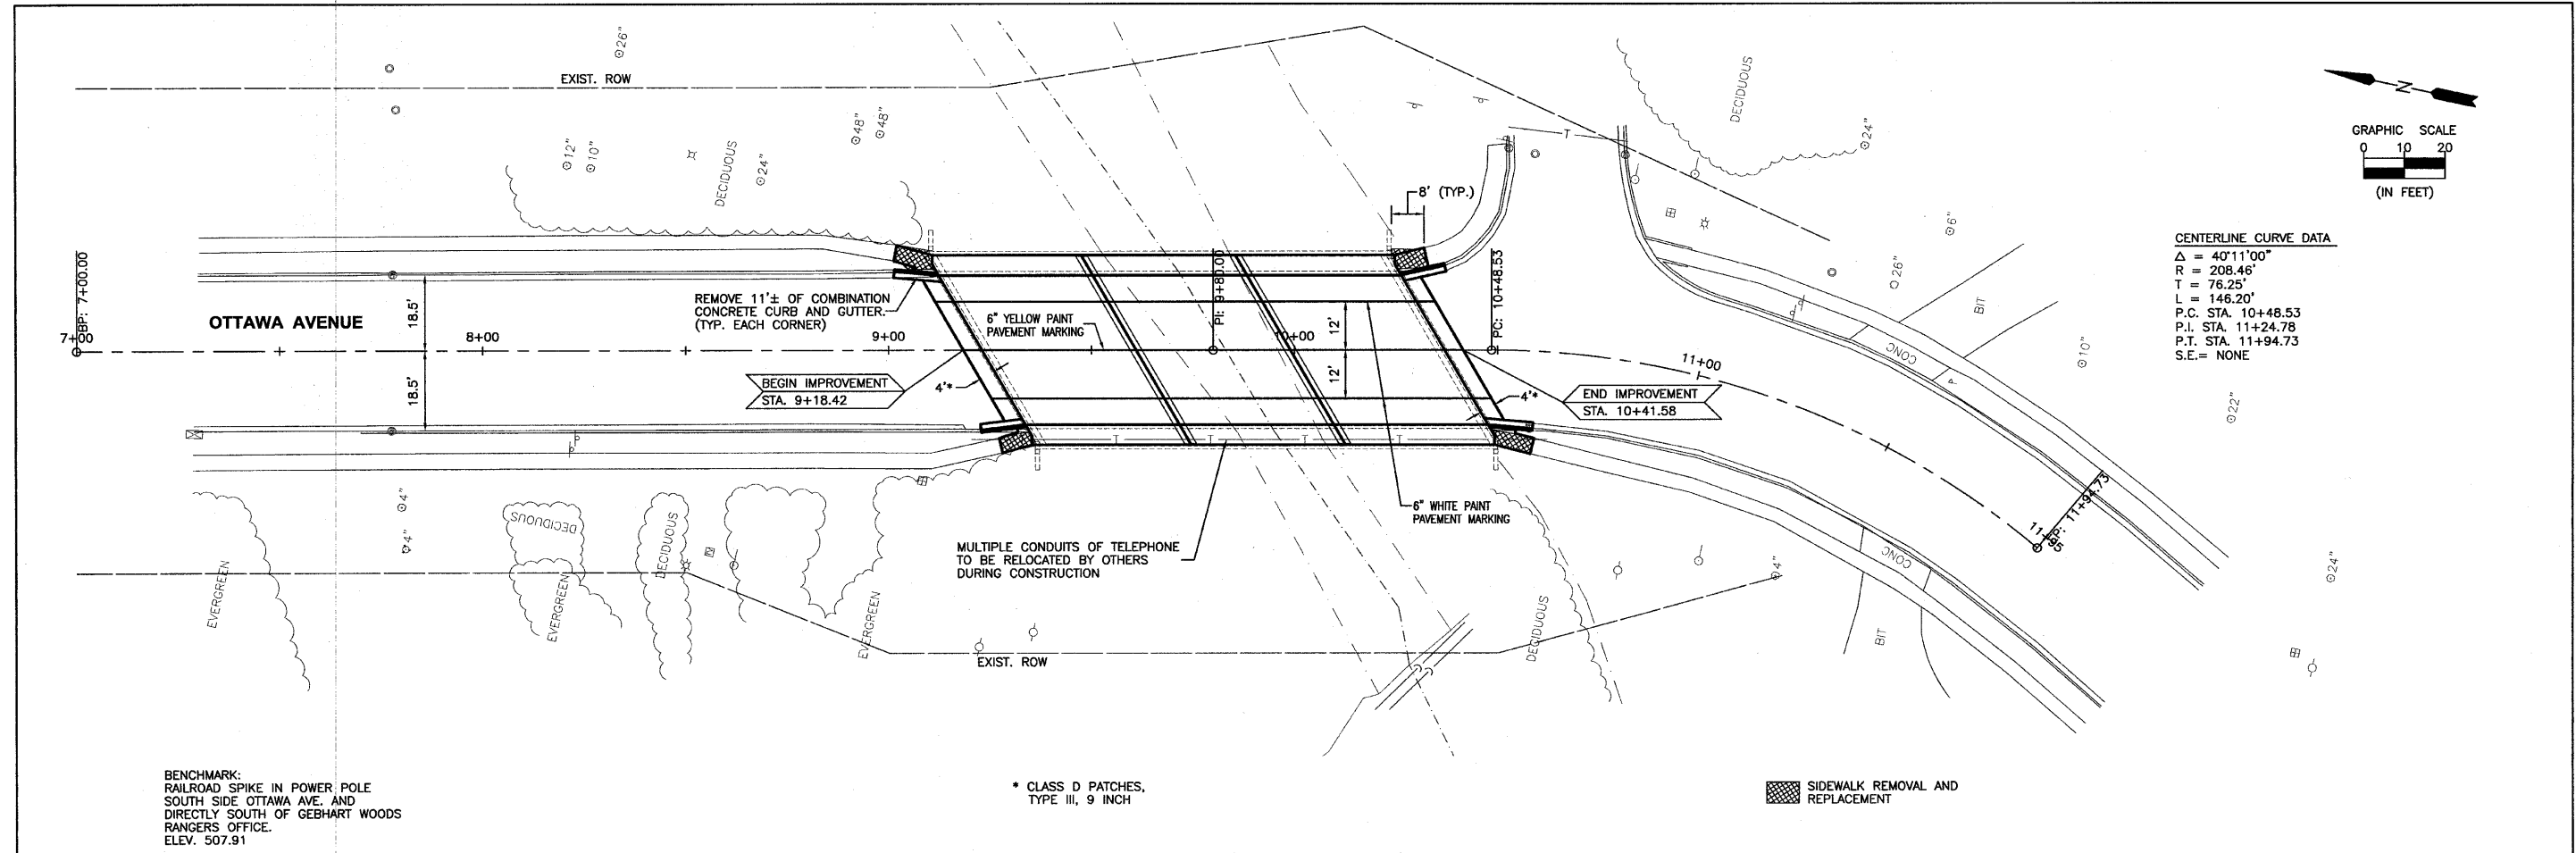 26"
EXIST. ROW
DECIDUOUS
N
12"
10"
DECIDUOUS
24"
48"
48"
T
24"
GRAPHIC SCALE
0 10 20
(IN FEET)
8' (TYP.)
6"
26"
BIT
CENTERLINE CURVE DATA
Δ = 40°11'00"
R = 208.46'
T = 76.25'
L = 146.20'
P.C. STA. 10+48.53
P.I. STA. 11+24.78
P.T. STA. 11+94.73
S.E.= NONE
BP: 7+00.00
7+00
OTTAWA AVENUE
18.5'
18.5'
8+00
REMOVE 11'± OF COMBINATION
CONCRETE CURB AND GUTTER.
(TYP. EACH CORNER)
9+00
6" YELLOW PAINT
PAVEMENT MARKING
PI: 9+80.00
10+00
12'
12'
PC: 10+48.53
11+00
CONC
10"
22"
BEGIN IMPROVEMENT
STA. 9+18.42
4'*
4'*
END IMPROVEMENT
STA. 10+41.58
T T T T
6" WHITE PAINT
PAVEMENT MARKING
MULTIPLE CONDUITS OF TELEPHONE
TO BE RELOCATED BY OTHERS
DURING CONSTRUCTION
4"
4"
DECIDUOUS
DECIDUOUS
EVERGREEN
EVERGREEN
EVERGREEN
EXIST. ROW
DECIDUOUS
4"
CONC
BIT
11+95
EP: 11+94.73
24"
BENCHMARK:
RAILROAD SPIKE IN POWER POLE
SOUTH SIDE OTTAWA AVE. AND
DIRECTLY SOUTH OF GEBHART WOODS
RANGERS OFFICE.
ELEV. 507.91
* CLASS D PATCHES,
TYPE III, 9 INCH
SIDEWALK REMOVAL AND
REPLACEMENT